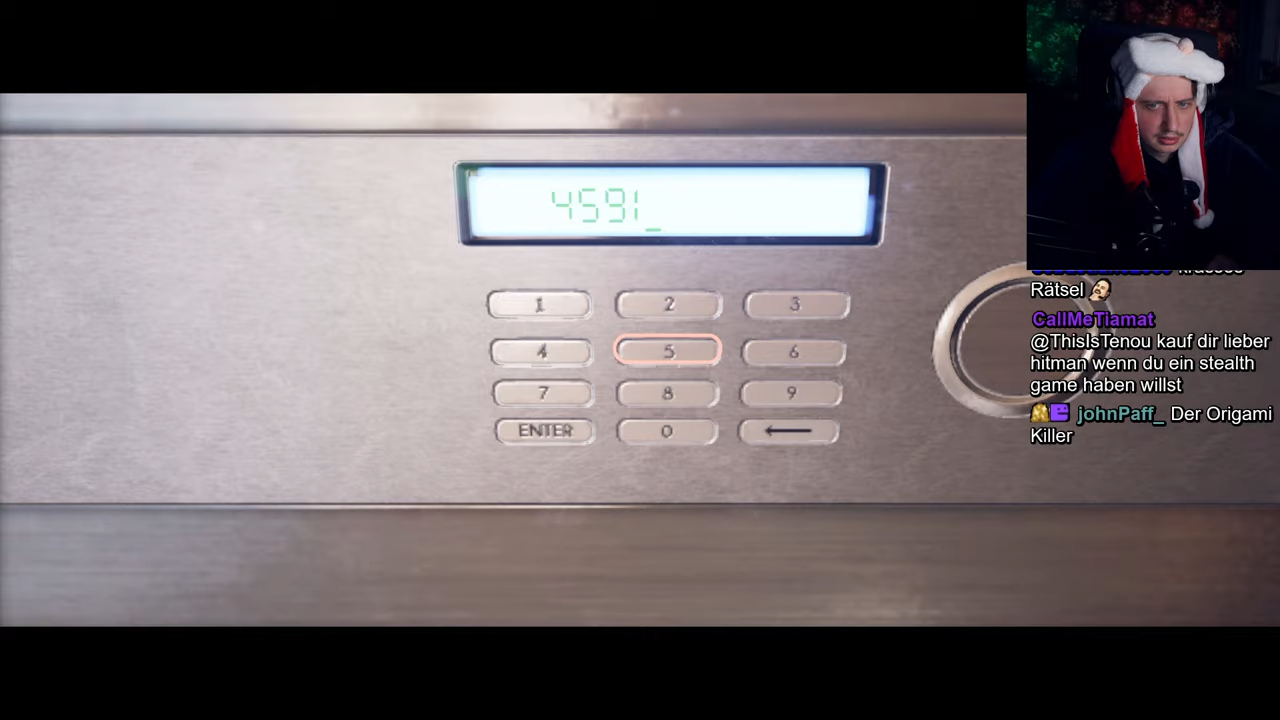 4591_
1 2 3
4 5 6
7 8 9
ENTER 0 ←
Rätsel
CallMeTiamat
@ThisIsTenou kauf dir lieber
hitman wenn du ein stealth
game haben willst
johnPaff_ Der Origami
Killer